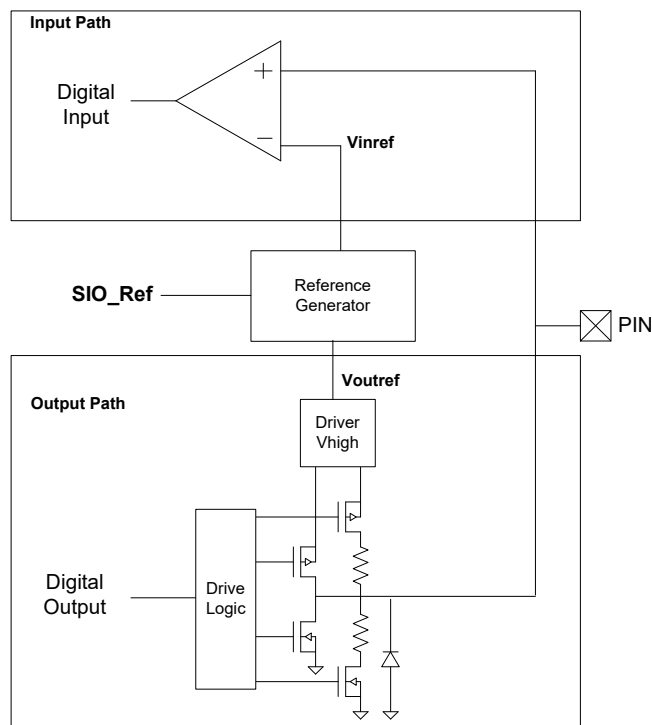 Input Path
+
Digital
Input
−
Vinref
Reference
Generator
SIO_Ref
PIN
Voutref
Output Path
Driver
Vhigh
Digital
Output
Drive
Logic